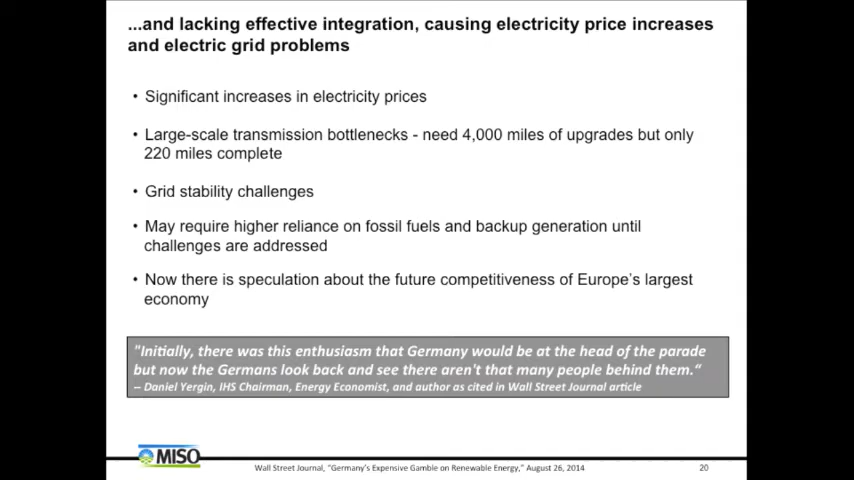 ...and lacking effective integration, causing electricity price increases
and electric grid problems
• Significant increases in electricity prices
• Large-scale transmission bottlenecks - need 4,000 miles of upgrades but only
220 miles complete
• Grid stability challenges
• May require higher reliance on fossil fuels and backup generation until
challenges are addressed
• Now there is speculation about the future competitiveness of Europe's largest
economy
"Initially, there was this enthusiasm that Germany would be at the head of the parade
but now the Germans look back and see there aren't that many people behind them."
-- Daniel Yergin, IHS Chairman, Energy Economist, and author as cited in Wall Street Journal article
MISO
Wall Street Journal, "Germany's Expensive Gamble on Renewable Energy," August 26, 2014
20